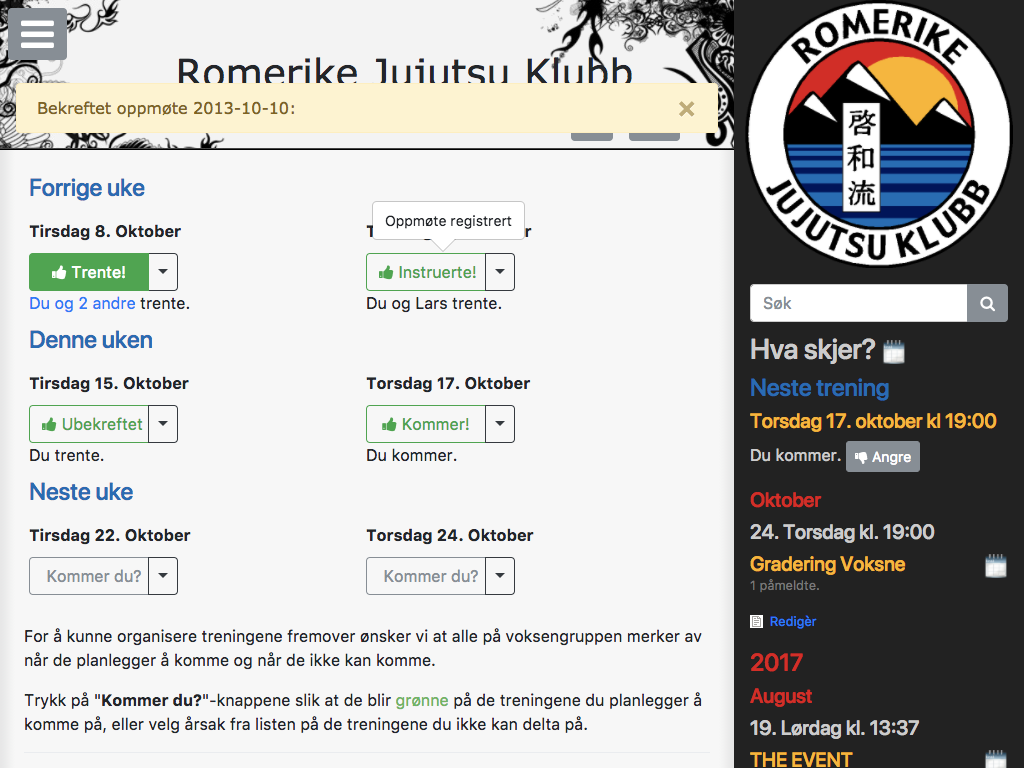 Romerike Jujutsu Klubb
Bekreftet oppmøte 2013-10-10:
×
Forrige uke
Tirsdag 8. Oktober
Oppmøte registrert
Trente!
Instruerte!
Du og 2 andre trente.
Du og Lars trente.
Denne uken
Tirsdag 15. Oktober
Torsdag 17. Oktober
Ubekreftet
Kommer!
Du trente.
Du kommer.
Neste uke
Tirsdag 22. Oktober
Torsdag 24. Oktober
Kommer du?
Kommer du?
For å kunne organisere treningene fremover ønsker vi at alle på voksengruppen merker av
når de planlegger å komme og når de ikke kan komme.
Trykk på "Kommer du?"-knappene slik at de blir grønne på de treningene du planlegger å
komme på, eller velg årsak fra listen på de treningene du ikke kan delta på.
ROMERIKE
啓和流
JUJUTSU KLUBB
Søk
Hva skjer?
Neste trening
Torsdag 17. oktober kl 19:00
Du kommer.
Angre
Oktober
24. Torsdag kl. 19:00
Gradering Voksne
1 påmeldte.
Redigèr
2017
August
19. Lørdag kl. 13:37
THE EVENT